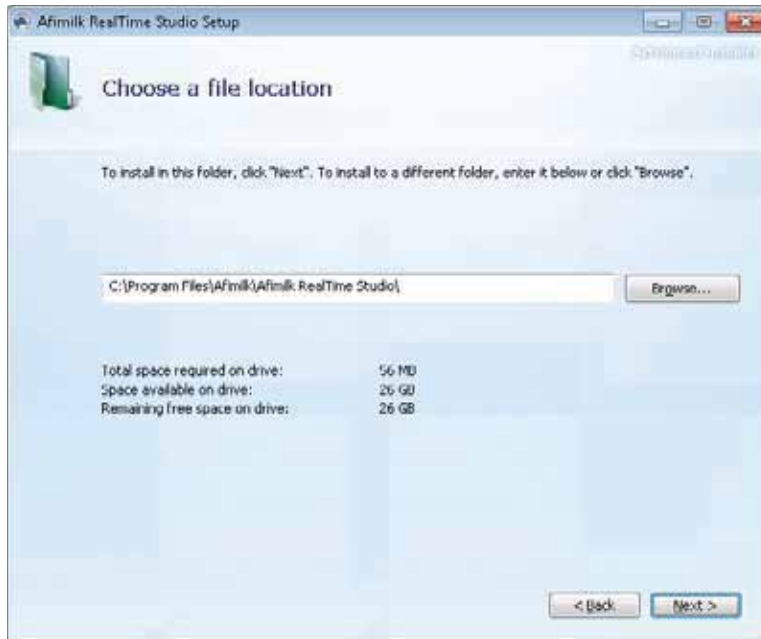 Afimilk RealTime Studio Setup
Choose a file location
To install in this folder, click "Next". To install to a different folder, enter it below or click "Browse".
C:\Program Files\Afimilk\Afimilk RealTime Studio\
Browse...
Total space required on drive: 56 MB
Space available on drive: 26 GB
Remaining free space on drive: 26 GB
< Back
Next >